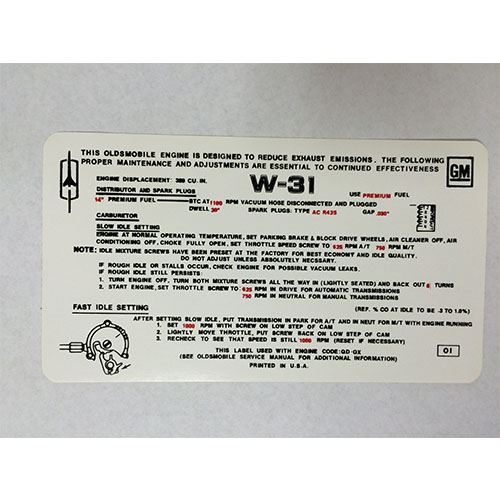 THIS OLDSMOBILE ENGINE IS DESIGNED TO REDUCE EXHAUST EMISSIONS. THE FOLLOWING
PROPER MAINTENANCE AND ADJUSTMENTS ARE ESSENTIAL TO CONTINUED EFFECTIVENESS
GM
ENGINE DISPLACEMENT: CU. IN.
W-31
USE PREMIUM FUEL
DISTRIBUTOR AND SPARK PLUGS
14° PREMIUM FUEL BTC AT 1100 RPM VACUUM HOSE DISCONNECTED AND PLUGGED
DWELL 30° SPARK PLUGS: TYPE AC R43S GAP .030"
CARBURETOR
SLOW IDLE SETTING
ENGINE AT NORMAL OPERATING TEMPERATURE, SET PARKING BRAKE & BLOCK DRIVE WHEELS, AIR CLEANER OFF, AIR
CONDITIONING OFF. CHOKE FULLY OPEN, SET THROTTLE SPEED SCREW TO 625 RPM A/T 750 RPM M/T
NOTE: IDLE MIXTURE SCREWS HAVE BEEN PRESET AT THE FACTORY FOR BEST ECONOMY AND IDLE QUALITY.
DO NOT ADJUST UNLESS ABSOLUTELY NECESSARY.
IF ROUGH IDLE OR STALLS OCCUR, CHECK ENGINE FOR POSSIBLE VACUUM LEAKS.
IF ROUGH IDLE STILL PERSISTS:
1. TURN ENGINE OFF, TURN BOTH MIXTURE SCREWS ALL THE WAY IN (LIGHTLY SEATED) AND BACK OUT 6 TURNS
2. START ENGINE, SET THROTTLE SCREW TO 625 RPM IN DRIVE FOR AUTOMATIC TRANSMISSIONS
750 RPM IN NEUTRAL FOR MANUAL TRANSMISSIONS
(REF. % CO AT IDLE TO BE .3 TO 1.0%)
FAST IDLE SETTING
AFTER SETTING SLOW IDLE, PUT TRANSMISSION IN PARK FOR A/T AND IN NEUT FOR M/T WITH ENGINE RUNNING
1. SET 1000 RPM WITH SCREW ON LOW STEP OF CAM
2. LIGHTLY MOVE THROTTLE, PUT SCREW BACK ON LOW STEP OF CAM
3. RECHECK TO SEE THAT SPEED IS STILL 1000 RPM (RESET IF NECESSARY)
THIS LABEL USED WITH ENGINE CODE: QD-QX
(SEE OLDSMOBILE SERVICE MANUAL FOR ADDITIONAL INFORMATION)
PRINTED IN U.S.A.
01